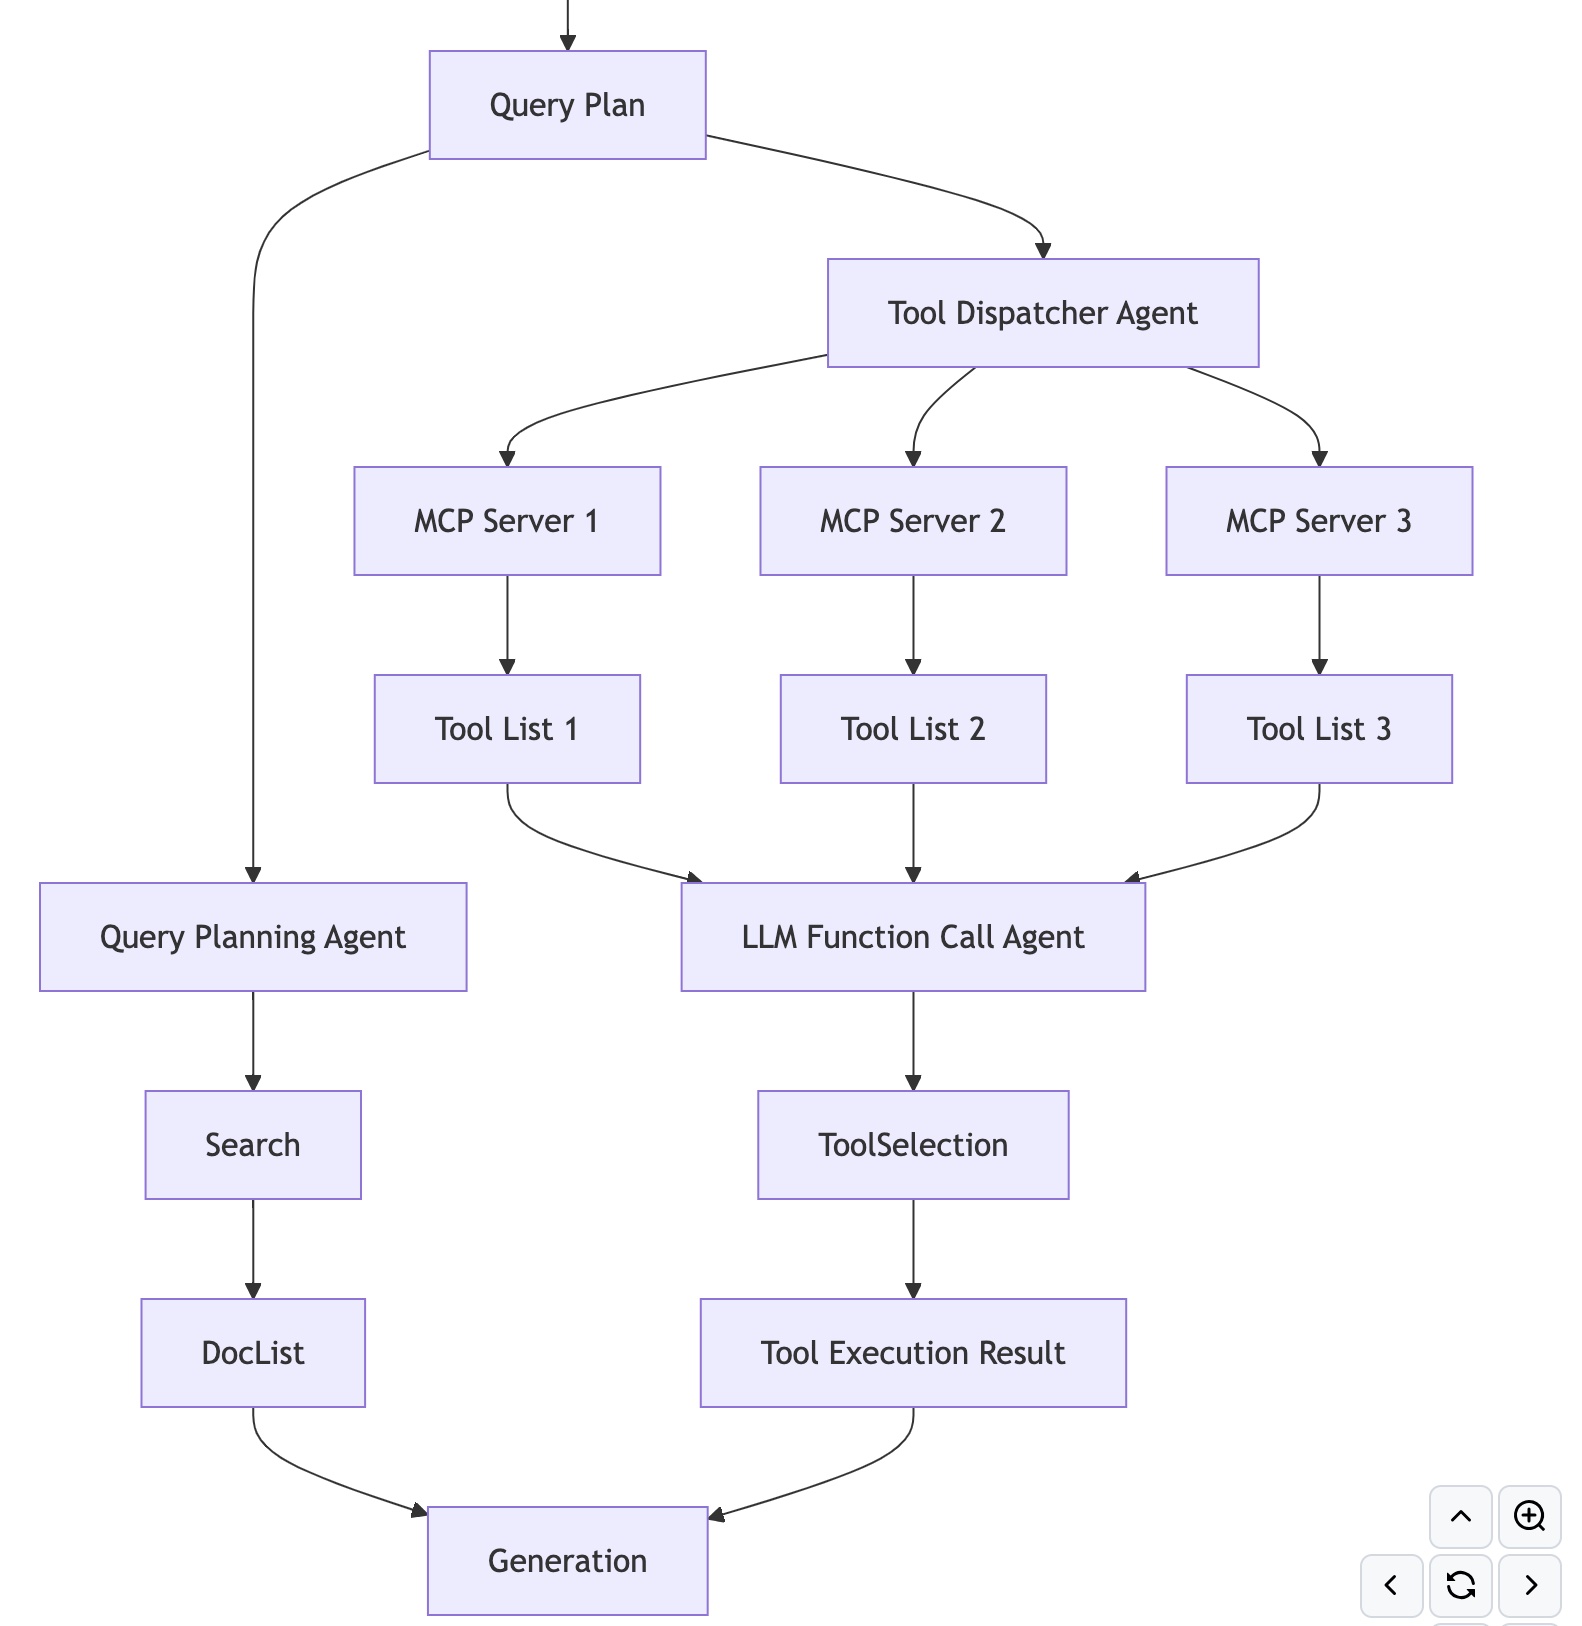 Query Plan
Tool Dispatcher Agent
MCP Server 1
MCP Server 2
MCP Server 3
Tool List 1
Tool List 2
Tool List 3
Query Planning Agent
LLM Function Call Agent
Search
ToolSelection
DocList
Tool Execution Result
Generation